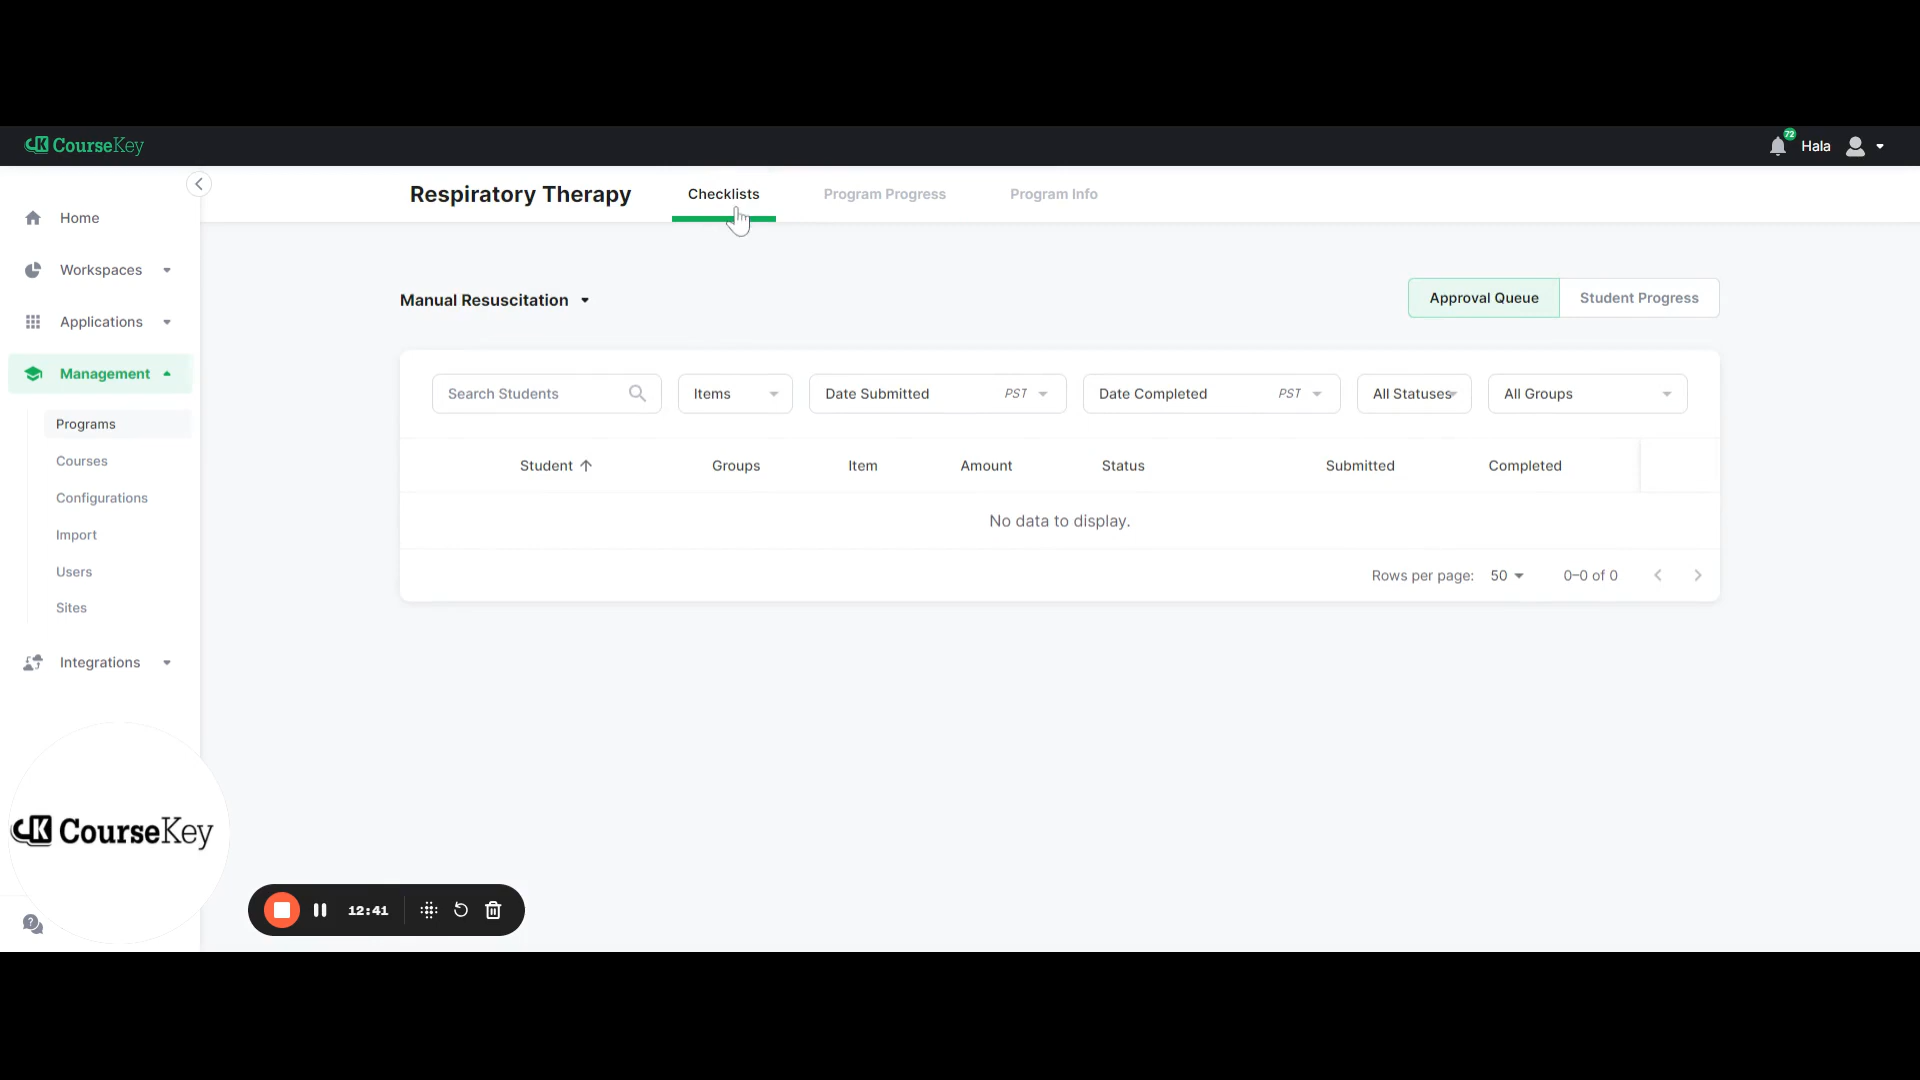 CourseKey
72
Hala
Respiratory Therapy
Checklists
Program Progress
Program Info
Home
Workspaces
Applications
Management
Programs
Courses
Configurations
Import
Users
Sites
Integrations
Manual Resuscitation
Approval Queue
Student Progress
Search Students
Items
Date Submitted PST
Date Completed PST
All Statuses
All Groups
Student Groups Item Amount Status Submitted Completed
No data to display.
Rows per page: 50 0–0 of 0
CK CourseKey
12:41